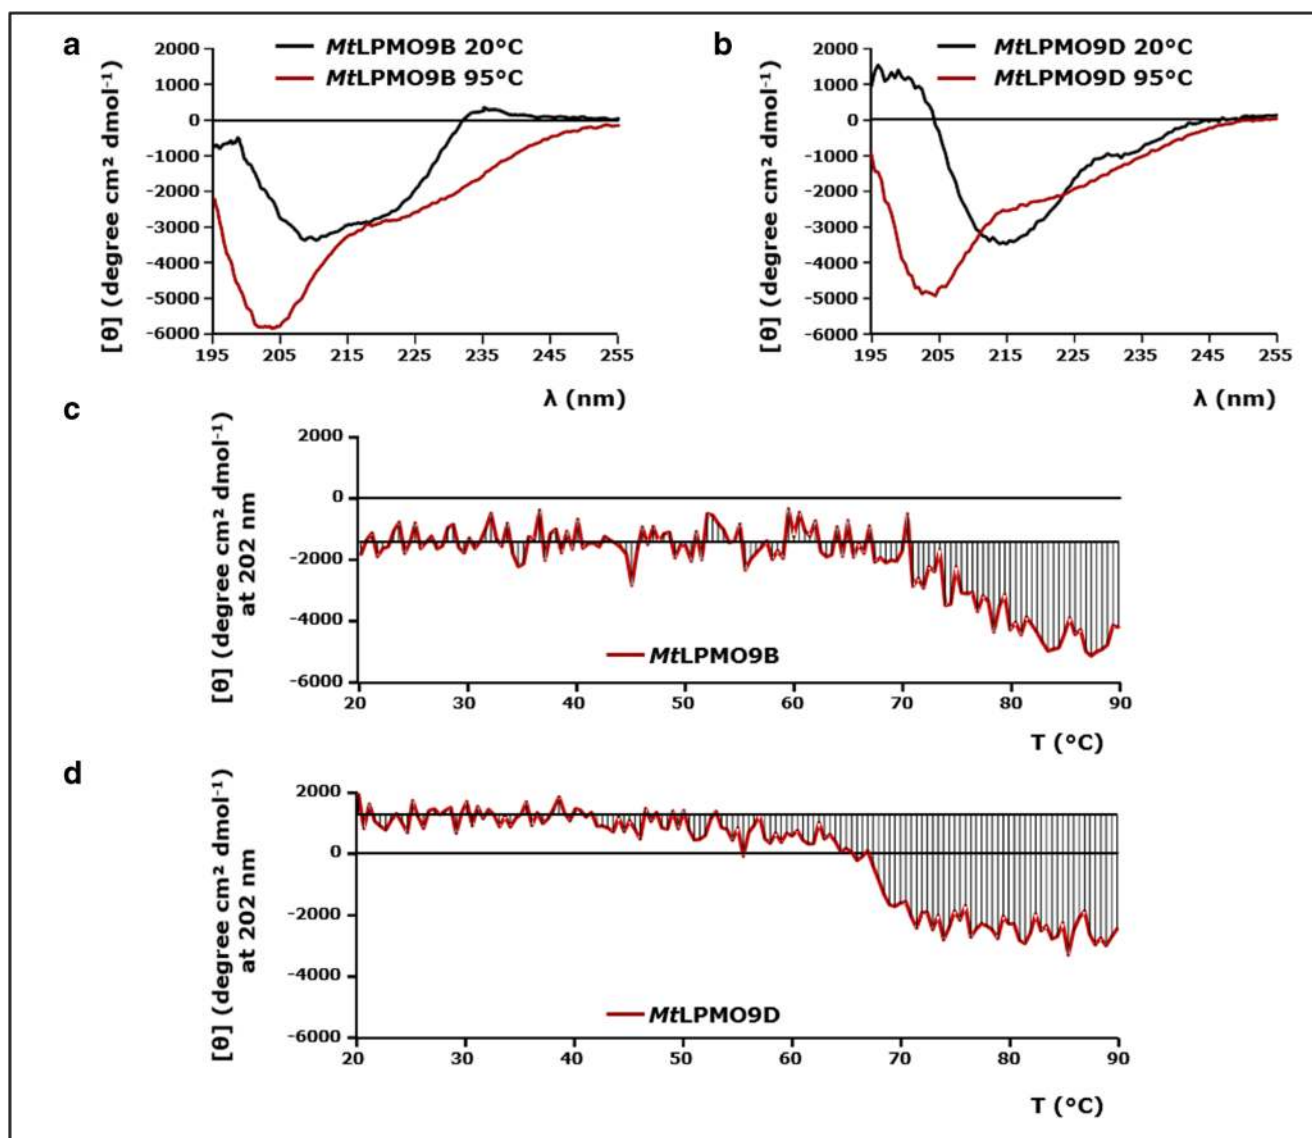 a
MtLPMO9B 20°C
MtLPMO9B 95°C
[θ] (degree cm² dmol⁻¹)
2000
1000
0
-1000
-2000
-3000
-4000
-5000
-6000
195 205 215 225 235 245 255
λ (nm)
b
MtLPMO9D 20°C
MtLPMO9D 95°C
[θ] (degree cm² dmol⁻¹)
2000
1000
0
-1000
-2000
-3000
-4000
-5000
-6000
195 205 215 225 235 245 255
λ (nm)
c
[θ] (degree cm² dmol⁻¹)
at 202 nm
2000
0
-2000
-4000
-6000
MtLPMO9B
20 30 40 50 60 70 80 90
T (°C)
d
[θ] (degree cm² dmol⁻¹)
at 202 nm
2000
0
-2000
-4000
-6000
MtLPMO9D
20 30 40 50 60 70 80 90
T (°C)